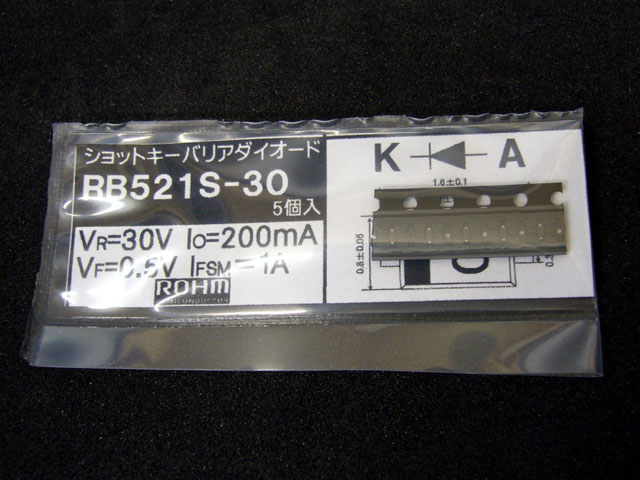 ショットキーバリアダイオード
RB521S-30
5個入
VR=30V IO=200mA
VF=0.5V IFSM=1A
ROHM
SEMICONDUCTOR
K A
1.6±0.1
0.8±0.05